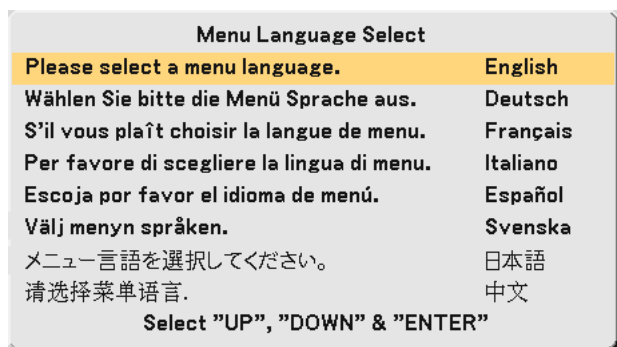 Menu Language Select
Please select a menu language. English
Wählen Sie bitte die Menü Sprache aus. Deutsch
S'il vous plaît choisir la langue de menu. Français
Per favore di scegliere la lingua di menu. Italiano
Escoja por favor el idioma de menú. Español
Välj menyn språken. Svenska
メニュー言語を選択してください。 日本語
请选择菜单语言. 中文
Select "UP", "DOWN" & "ENTER"